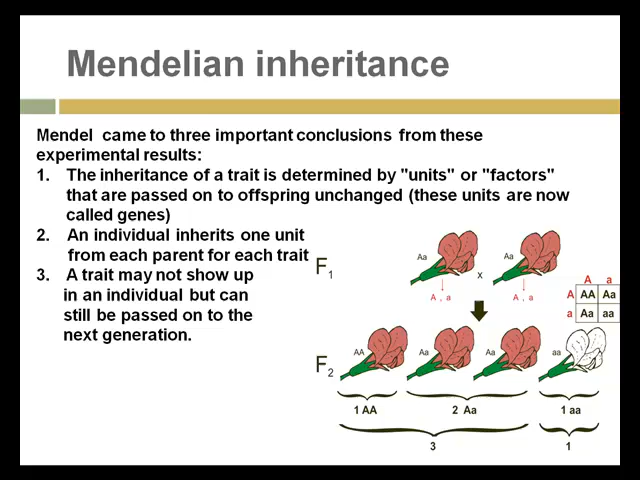 Mendelian inheritance
Mendel came to three important conclusions from these
experimental results:
1. The inheritance of a trait is determined by "units" or "factors"
that are passed on to offspring unchanged (these units are now
called genes)
2. An individual inherits one unit
from each parent for each trait
3. A trait may not show up
in an individual but can
still be passed on to the
next generation.
F1
Aa
Aa
x
A , a
A , a
A a
A AA Aa
a Aa aa
F2
AA
Aa
Aa
aa
1 AA
2 Aa
1 aa
3
1